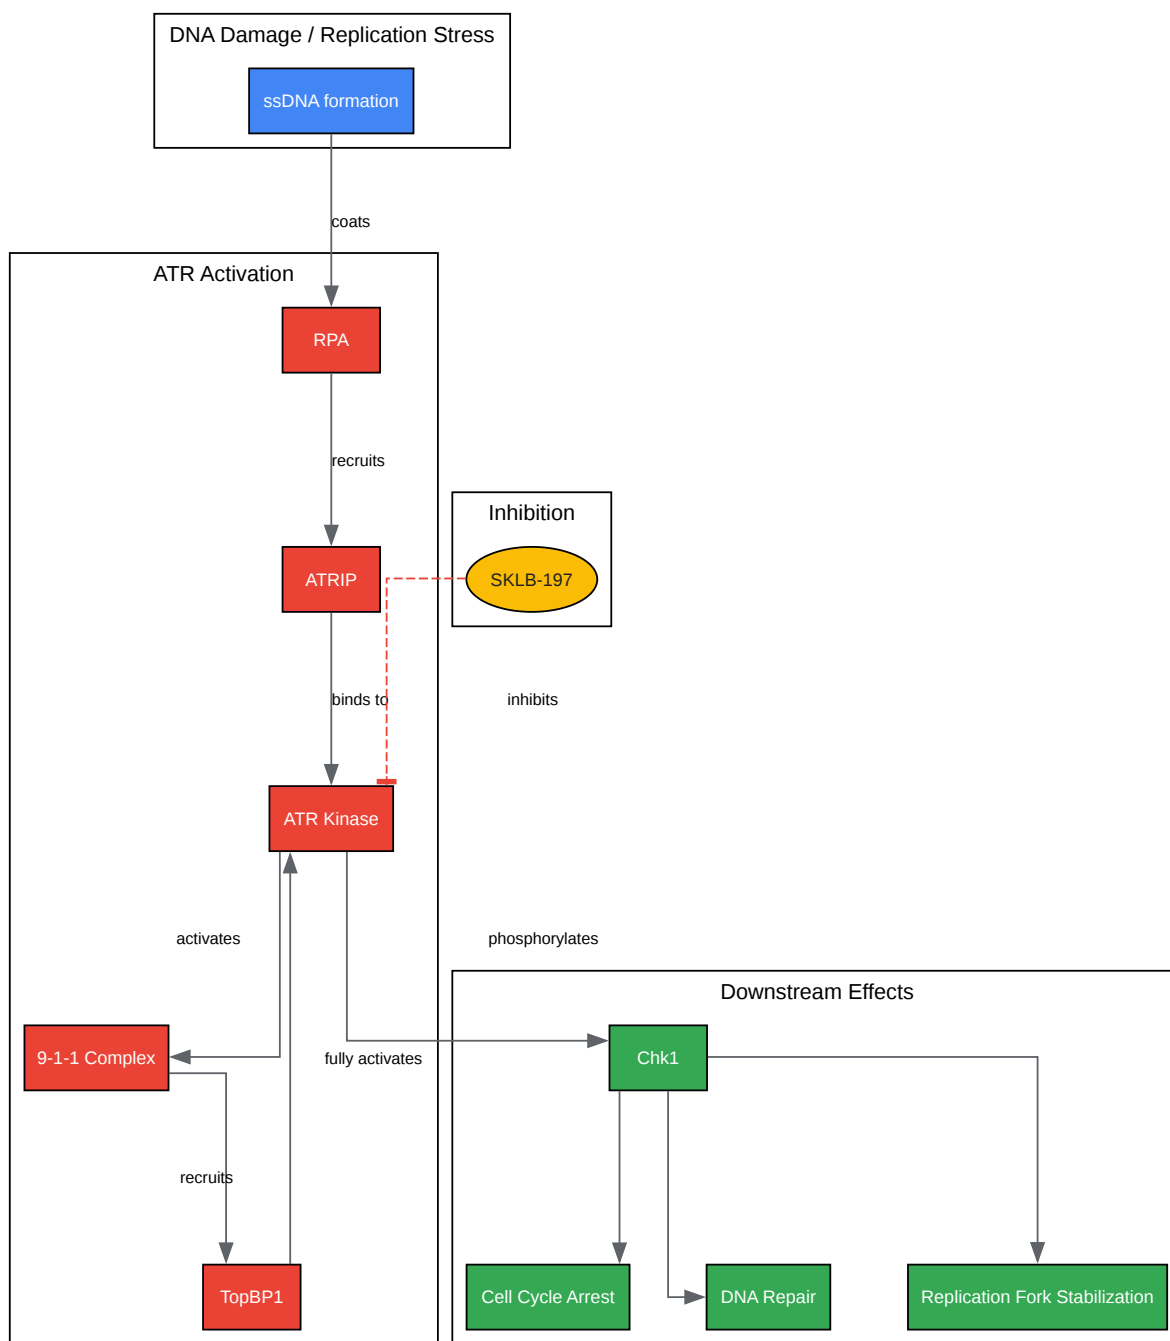 DNA Damage / Replication Stress
ssDNA formation
coats
ATR Activation
RPA
recruits
Inhibition
ATRIP
SKLB-197
binds to
inhibits
ATR Kinase
activates
phosphorylates
Downstream Effects
9-1-1 Complex
fully activates
Chk1
recruits
TopBP1
Cell Cycle Arrest
DNA Repair
Replication Fork Stabilization